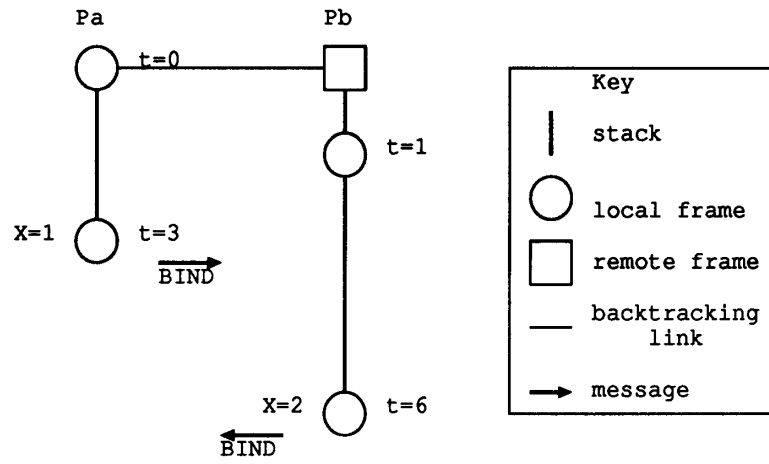 Pa Pb
t=0
t=1
X=1 t=3
BIND
X=2 t=6
BIND
Key
stack
local frame
remote frame
backtracking
link
message